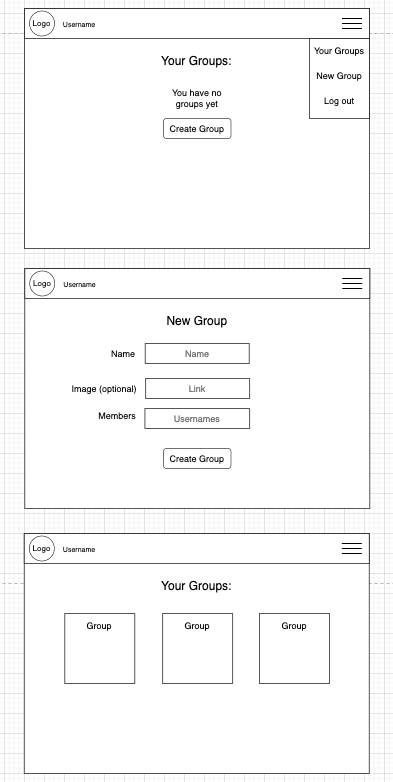 Logo
Username
Your Groups:
Your Groups
New Group
Log out
You have no
groups yet
Create Group
Logo
Username
New Group
Name
Name
Image (optional)
Link
Members
Usernames
Create Group
Logo
Username
Your Groups:
Group
Group
Group